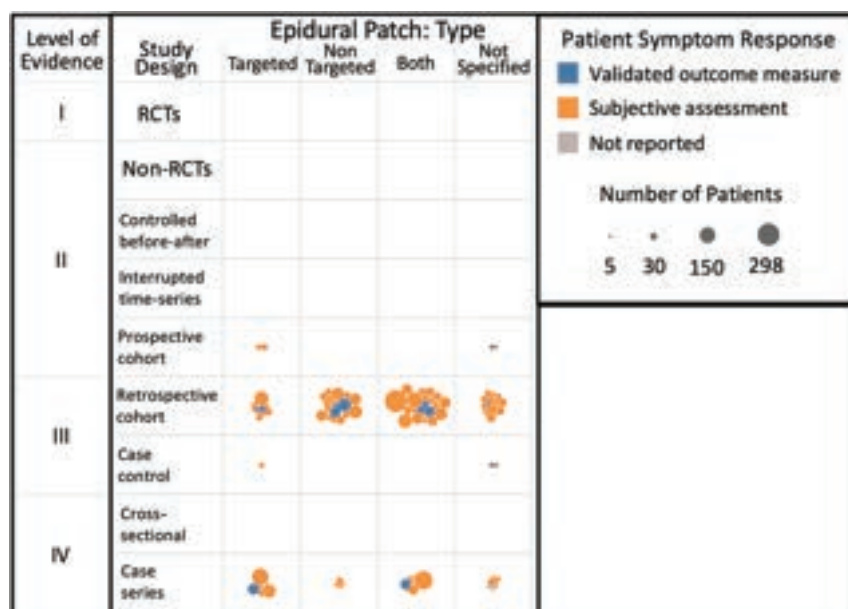 Level of
Evidence
Study
Design
Epidural Patch: Type
Targeted
Non
Targeted
Both
Not
Specified
I
RCTs
II
Non-RCTs
Controlled
before-after
Interrupted
time-series
Prospective
cohort
III
Retrospective
cohort
Case
control
IV
Cross-
sectional
Case
series
Patient Symptom Response
Validated outcome measure
Subjective assessment
Not reported
Number of Patients
5 30 150 298